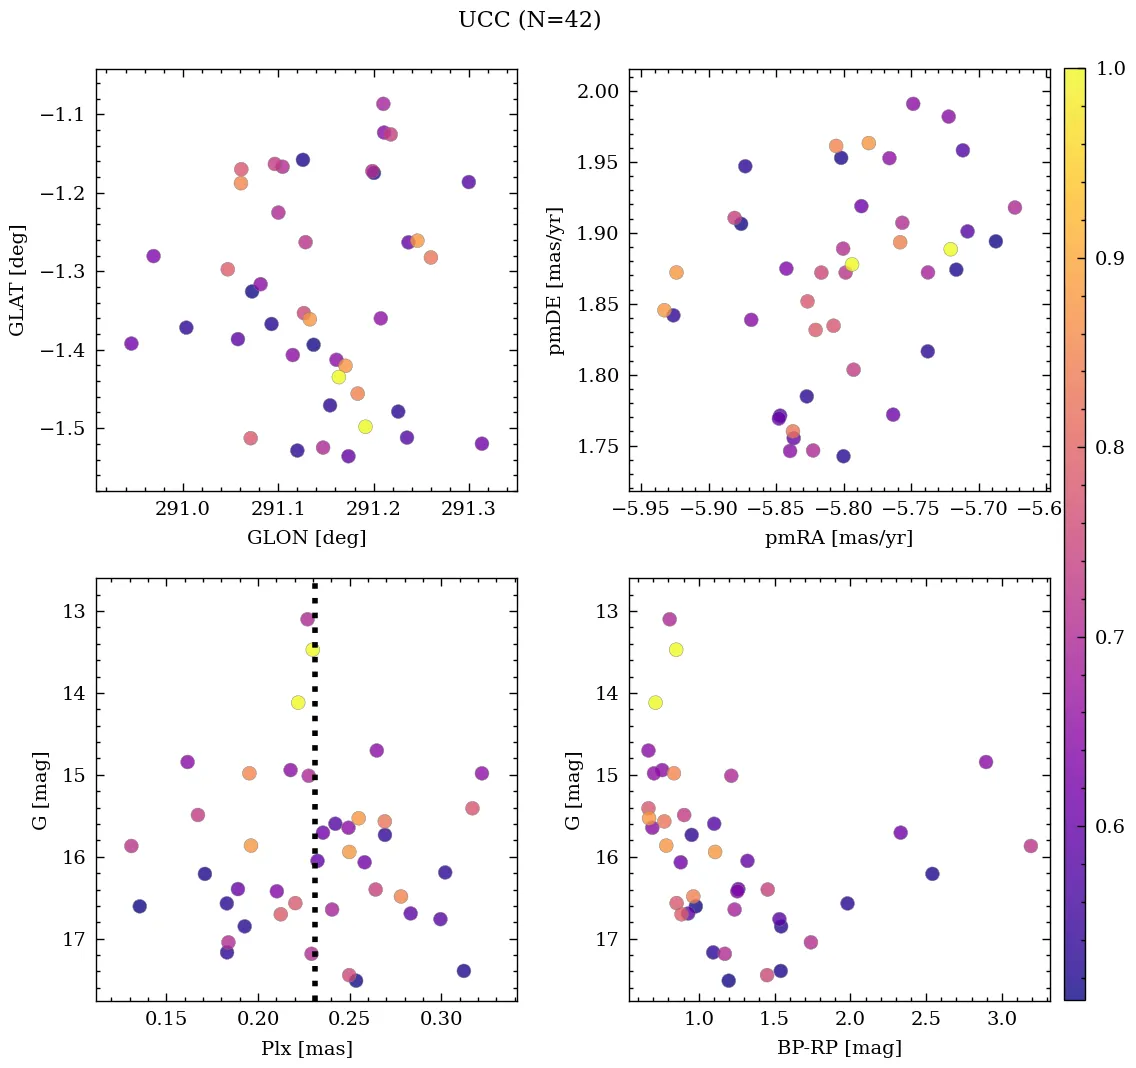 UCC (N=42)
−1.1
−1.2
−1.3
−1.4
−1.5
GLAT [deg]
291.0 291.1 291.2 291.3
GLON [deg]
2.00
1.95
1.90
1.85
1.80
1.75
pmDE [mas/yr]
−5.95 −5.90 −5.85 −5.80 −5.75 −5.70 −5.6
pmRA [mas/yr]
1.0
0.9
0.8
0.7
0.6
13
14
15
16
17
G [mag]
0.15 0.20 0.25 0.30
Plx [mas]
13
14
15
16
17
G [mag]
1.0 1.5 2.0 2.5 3.0
BP-RP [mag]